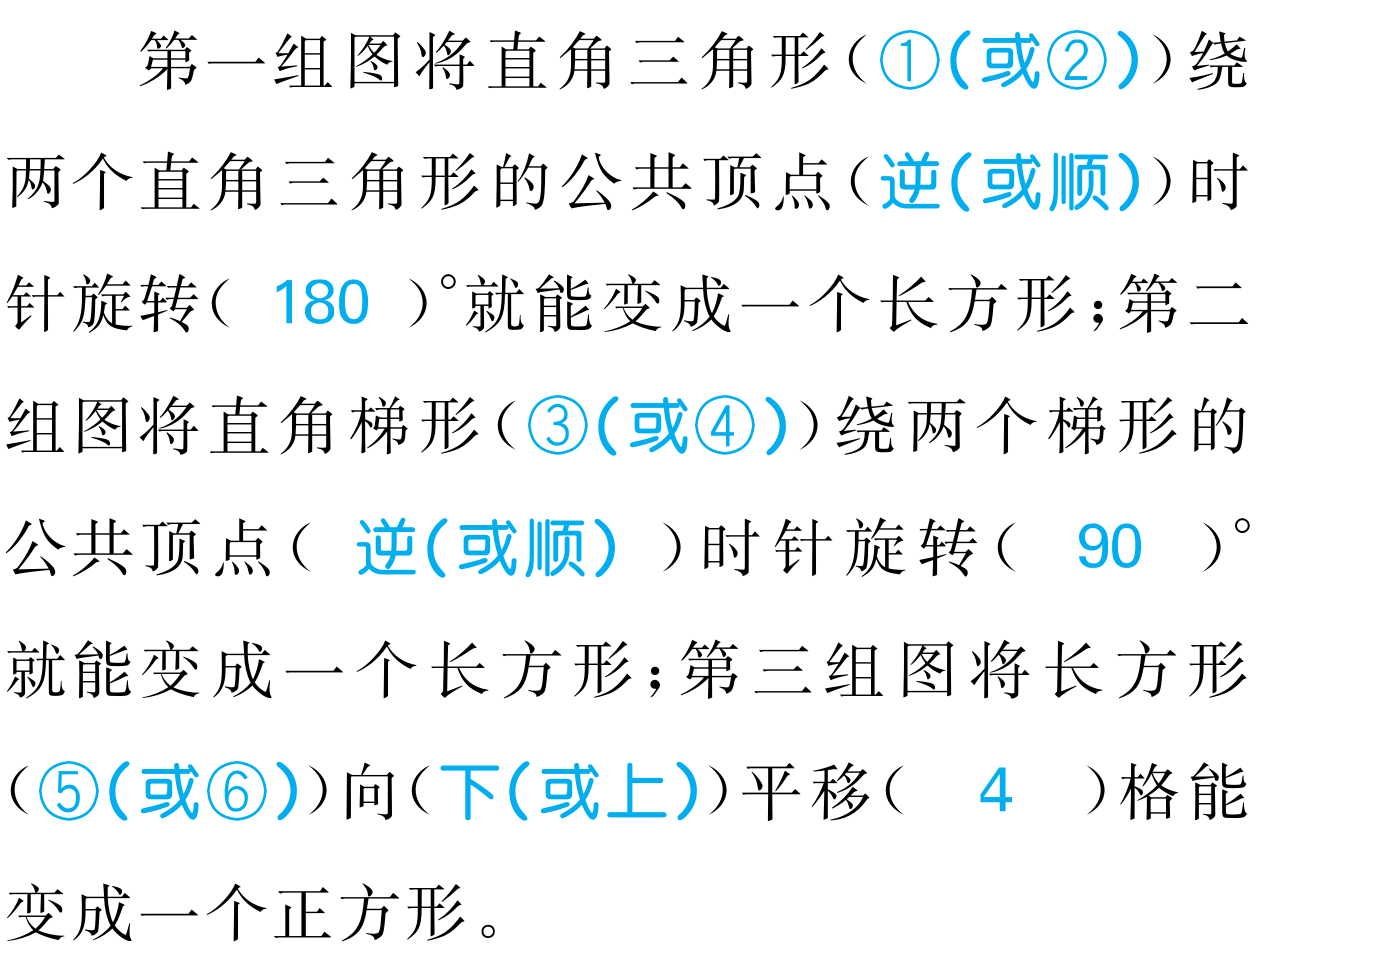 第一组图将直角三角形(①(或②))绕
两个直角三角形的公共顶点(逆(或顺))时
针旋转( 180 )°就能变成一个长方形;第二
组图将直角梯形(③(或④))绕两个梯形的
公共顶点( 逆(或顺) )时针旋转( 90 )°
就能变成一个长方形;第三组图将长方形
(⑤(或⑥))向(下(或上))平移( 4 )格能
变成一个正方形。